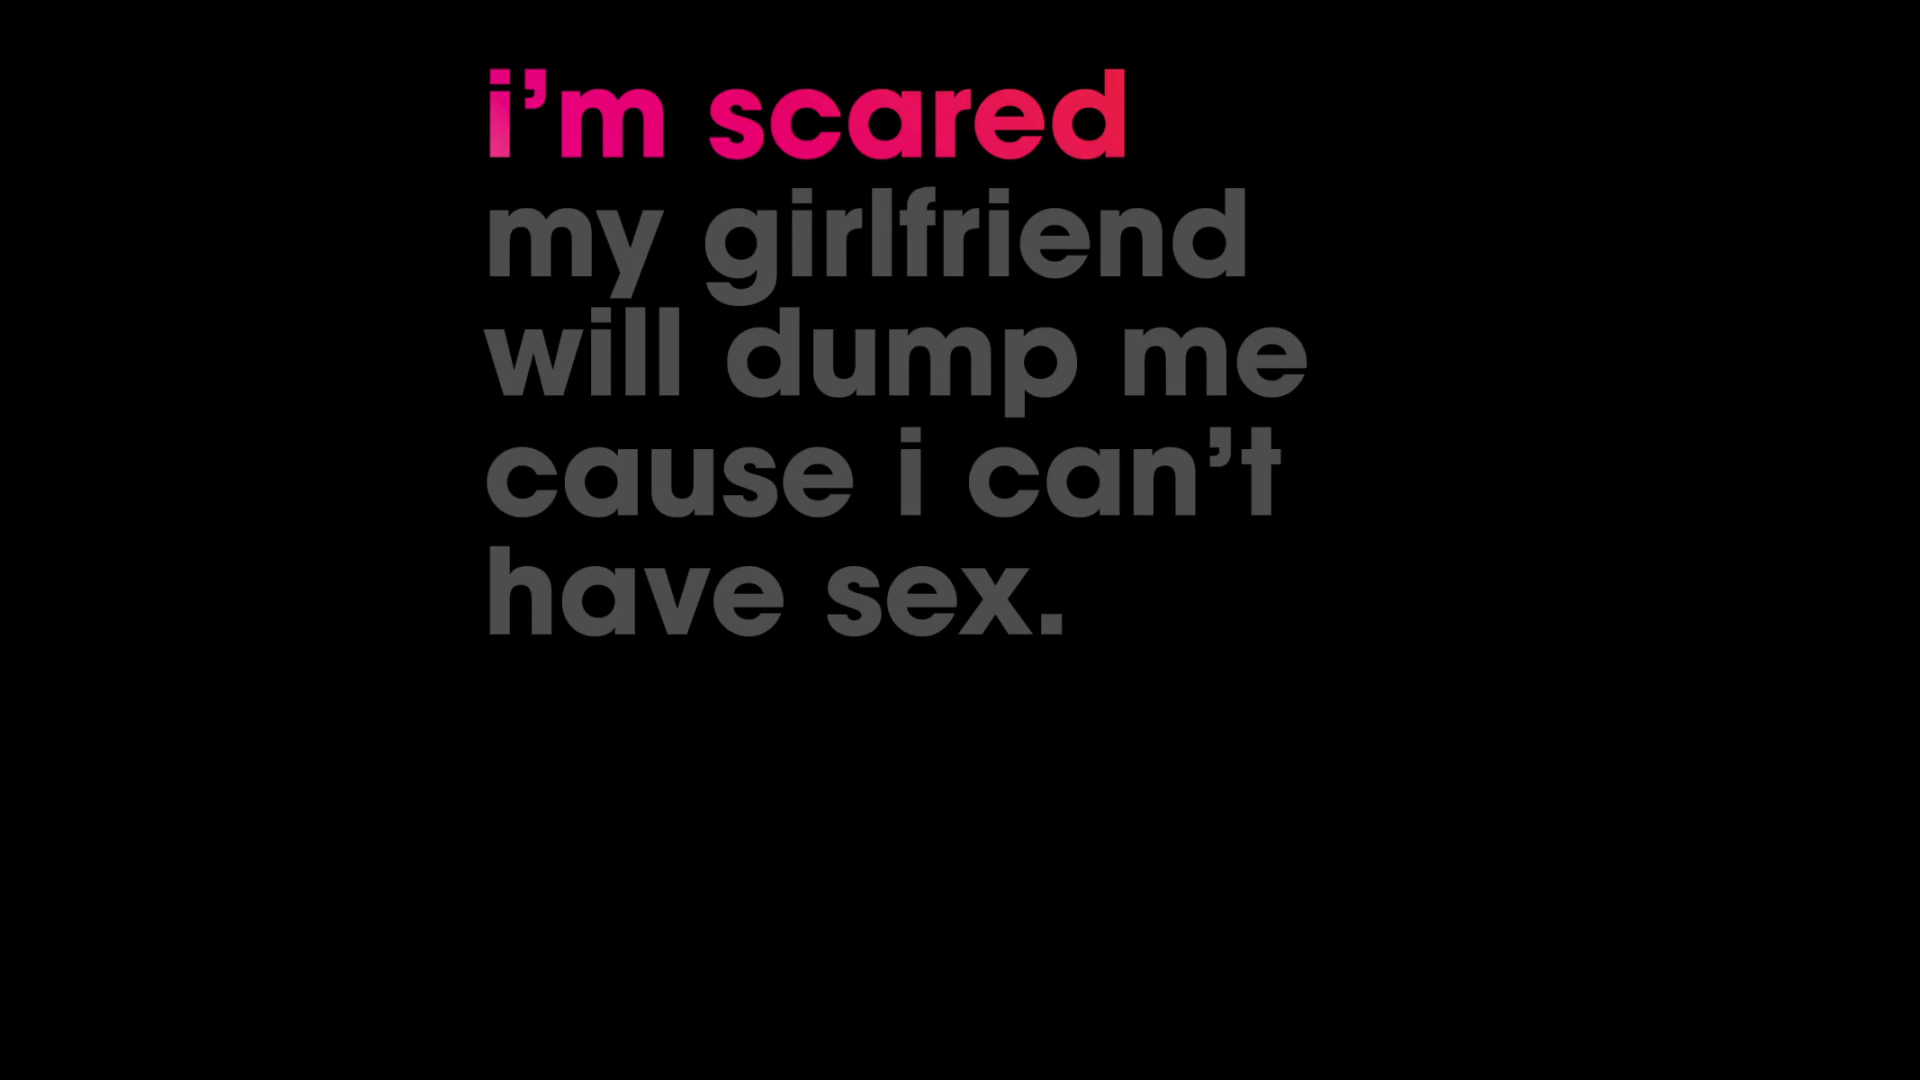 i’m scared
my girlfriend
will dump me
cause i can’t
have sex.